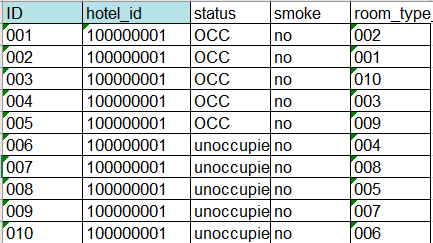 ID hotel_id status smoke room_type_
001 100000001 OCC no 002
002 100000001 OCC no 001
003 100000001 OCC no 010
004 100000001 OCC no 003
005 100000001 OCC no 009
006 100000001 unoccupie no 004
007 100000001 unoccupie no 008
008 100000001 unoccupie no 005
009 100000001 unoccupie no 007
010 100000001 unoccupie no 006